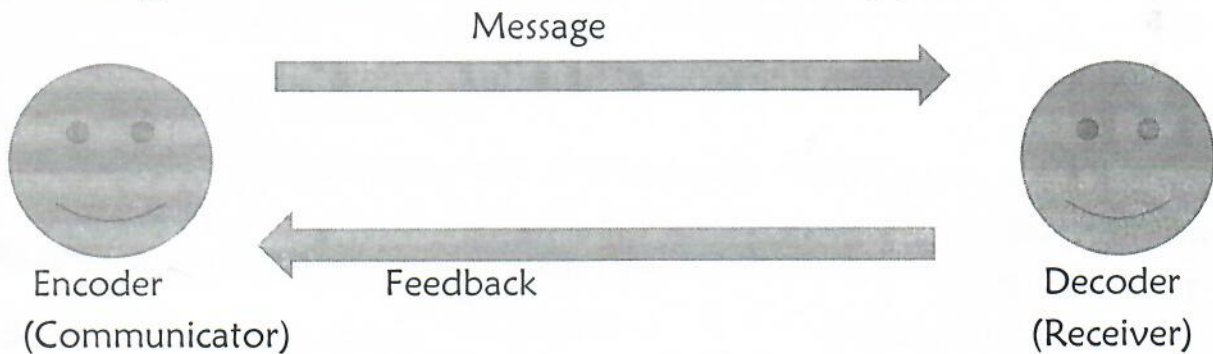 Message
Encoder
(Communicator)
Feedback
Decoder
(Receiver)